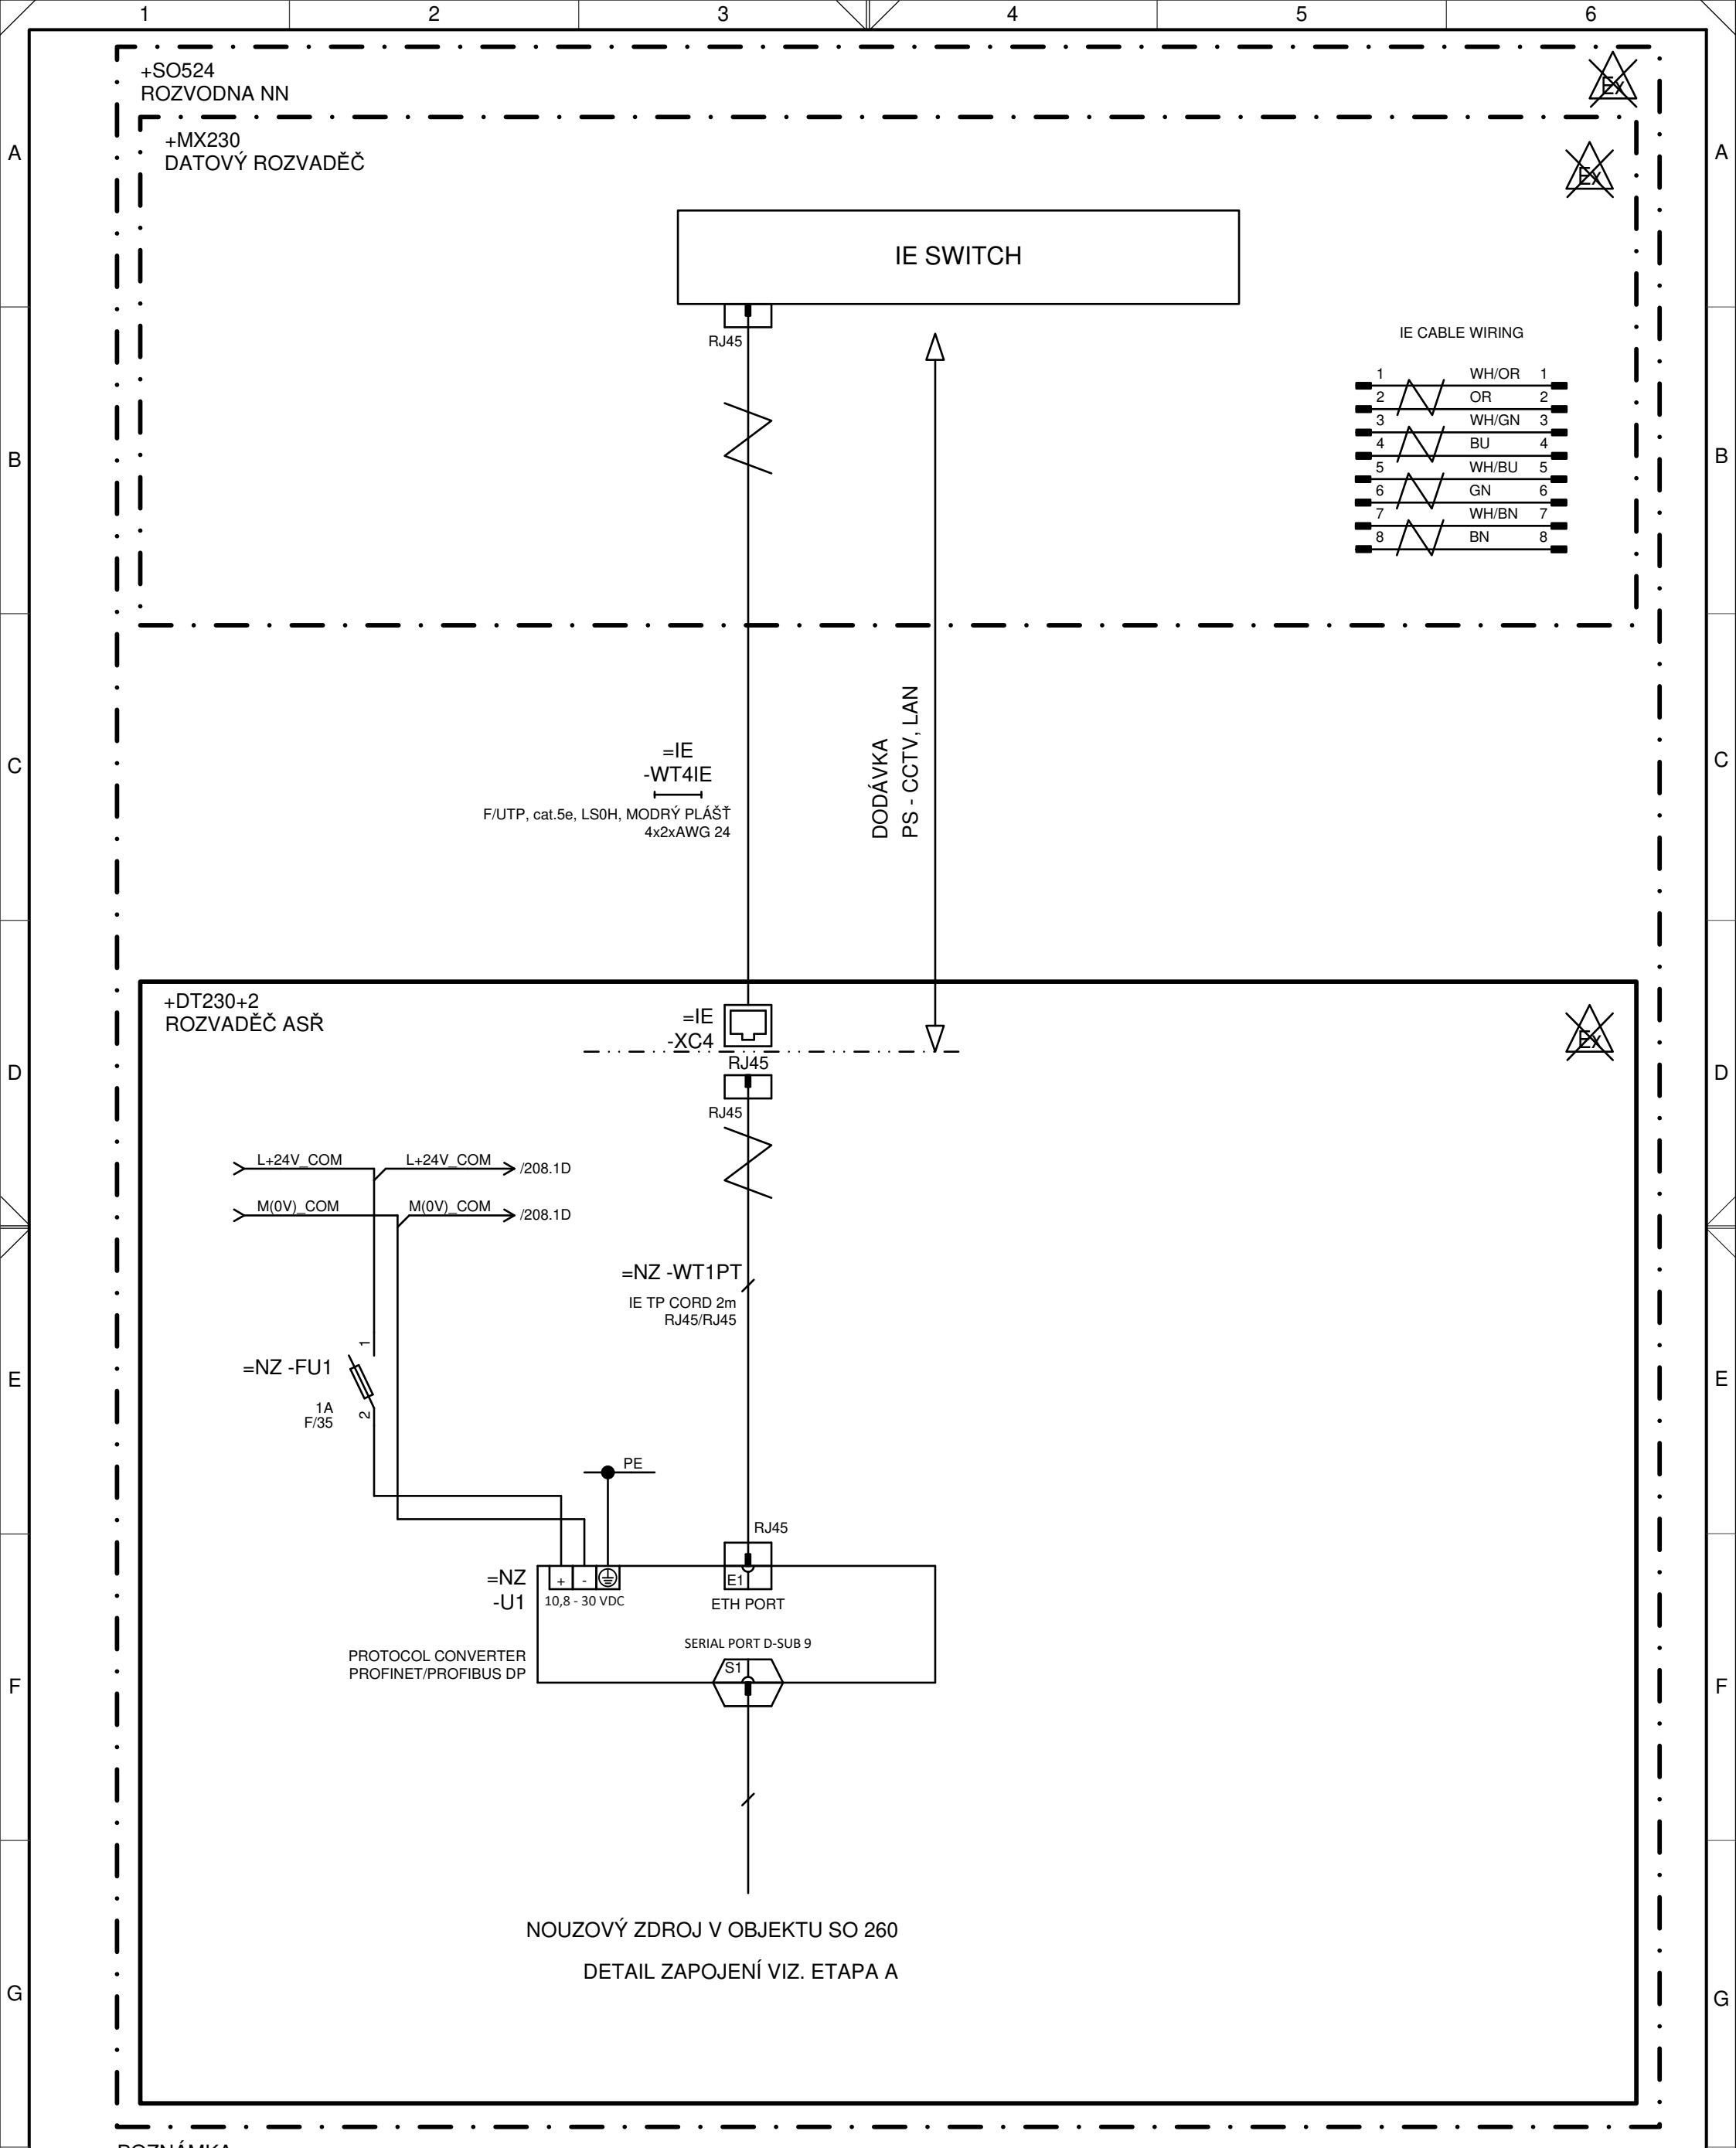 1 2 3 4 5 6
+SO524
ROZVODNA NN
EX
A
A
+MX230
DATOVÝ ROZVADĚČ
EX
IE SWITCH
RJ45
IE CABLE WIRING
1 WH/OR 1
2 OR 2
3 WH/GN 3
4 BU 4
5 WH/BU 5
6 GN 6
7 WH/BN 7
8 BN 8
B
B
=IE
-WT4IE
F/UTP, cat.5e, LS0H, MODRÝ PLÁŠŤ
4x2xAWG 24
DODÁVKA
PS - CCTV, LAN
C
C
+DT230+2
ROZVADĚČ ASŘ
=IE
-XC4
RJ45
EX
D
D
RJ45
L+24V_COM L+24V_COM /208.1D
M(0V)_COM M(0V)_COM /208.1D
=NZ -WT1PT
IE TP CORD 2m
RJ45/RJ45
1
=NZ -FU1
1A
F/35
2
E
E
PE
RJ45
=NZ
-U1
+ -
10,8 - 30 VDC
E1
ETH PORT
SERIAL PORT D-SUB 9
S1
PROTOCOL CONVERTER
PROFINET/PROFIBUS DP
F
F
NOUZOVÝ ZDROJ V OBJEKTU SO 260
DETAIL ZAPOJENÍ VIZ. ETAPA A
G
G